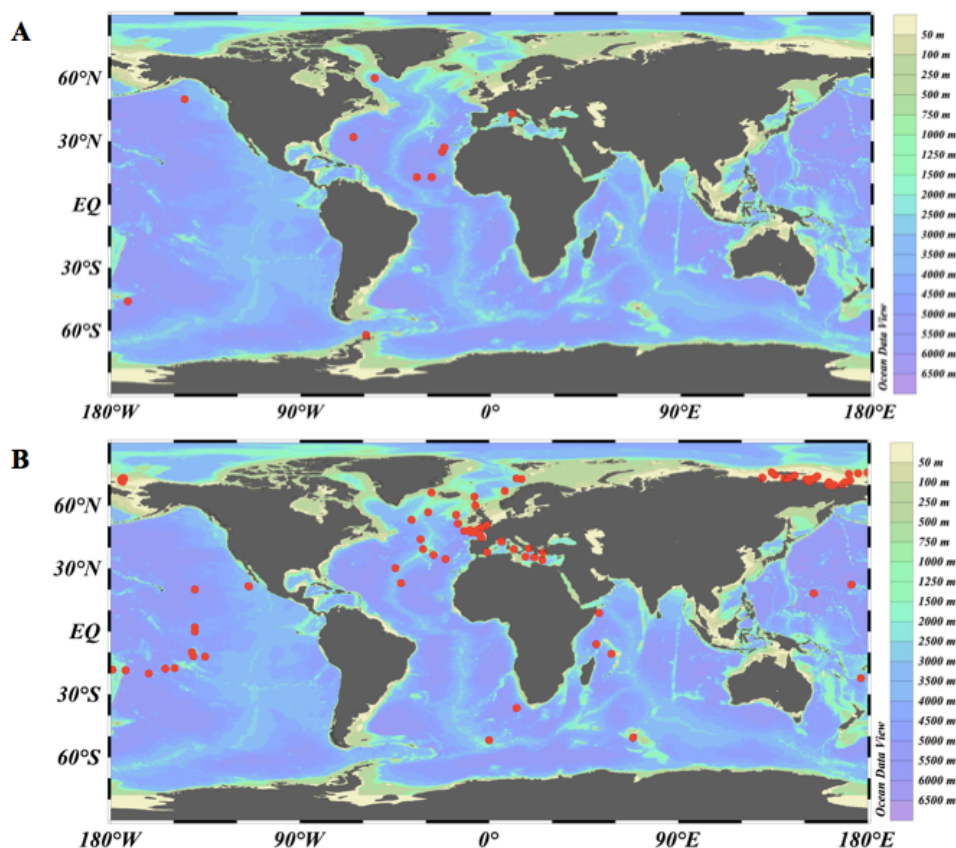 A
60°N
30°N
EQ
30°S
60°S
180°W
90°W
0°
90°E
180°E
Ocean Data View
50 m
100 m
250 m
500 m
750 m
1000 m
1250 m
1500 m
2000 m
2500 m
3000 m
3500 m
4000 m
4500 m
5000 m
5500 m
6000 m
6500 m
B
60°N
30°N
EQ
30°S
60°S
180°W
90°W
0°
90°E
180°E
Ocean Data View
50 m
100 m
250 m
500 m
750 m
1000 m
1250 m
1500 m
2000 m
2500 m
3000 m
3500 m
4000 m
4500 m
5000 m
5500 m
6000 m
6500 m